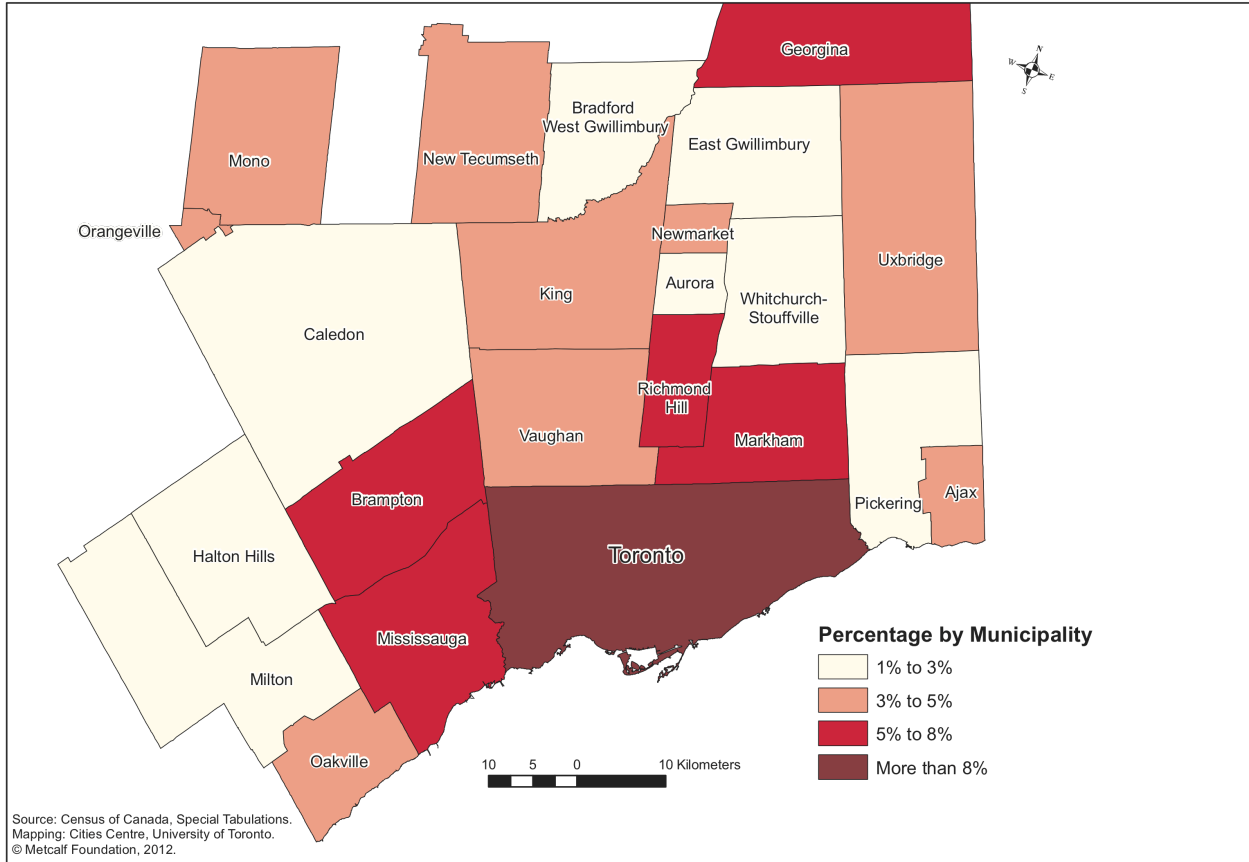 Georgina
N
W
E
S
Bradford
West Gwillimbury
East Gwillimbury
Mono
New Tecumseth
Orangeville
Newmarket
Uxbridge
King
Aurora
Whitchurch-
Stouffville
Caledon
Richmond
Hill
Vaughan
Markham
Brampton
Pickering
Ajax
Halton Hills
Toronto
Mississauga
Milton
Oakville
Percentage by Municipality
1% to 3%
3% to 5%
5% to 8%
More than 8%
10 5 0 10 Kilometers
Source: Census of Canada, Special Tabulations.
Mapping: Cities Centre, University of Toronto.
© Metcalf Foundation, 2012.